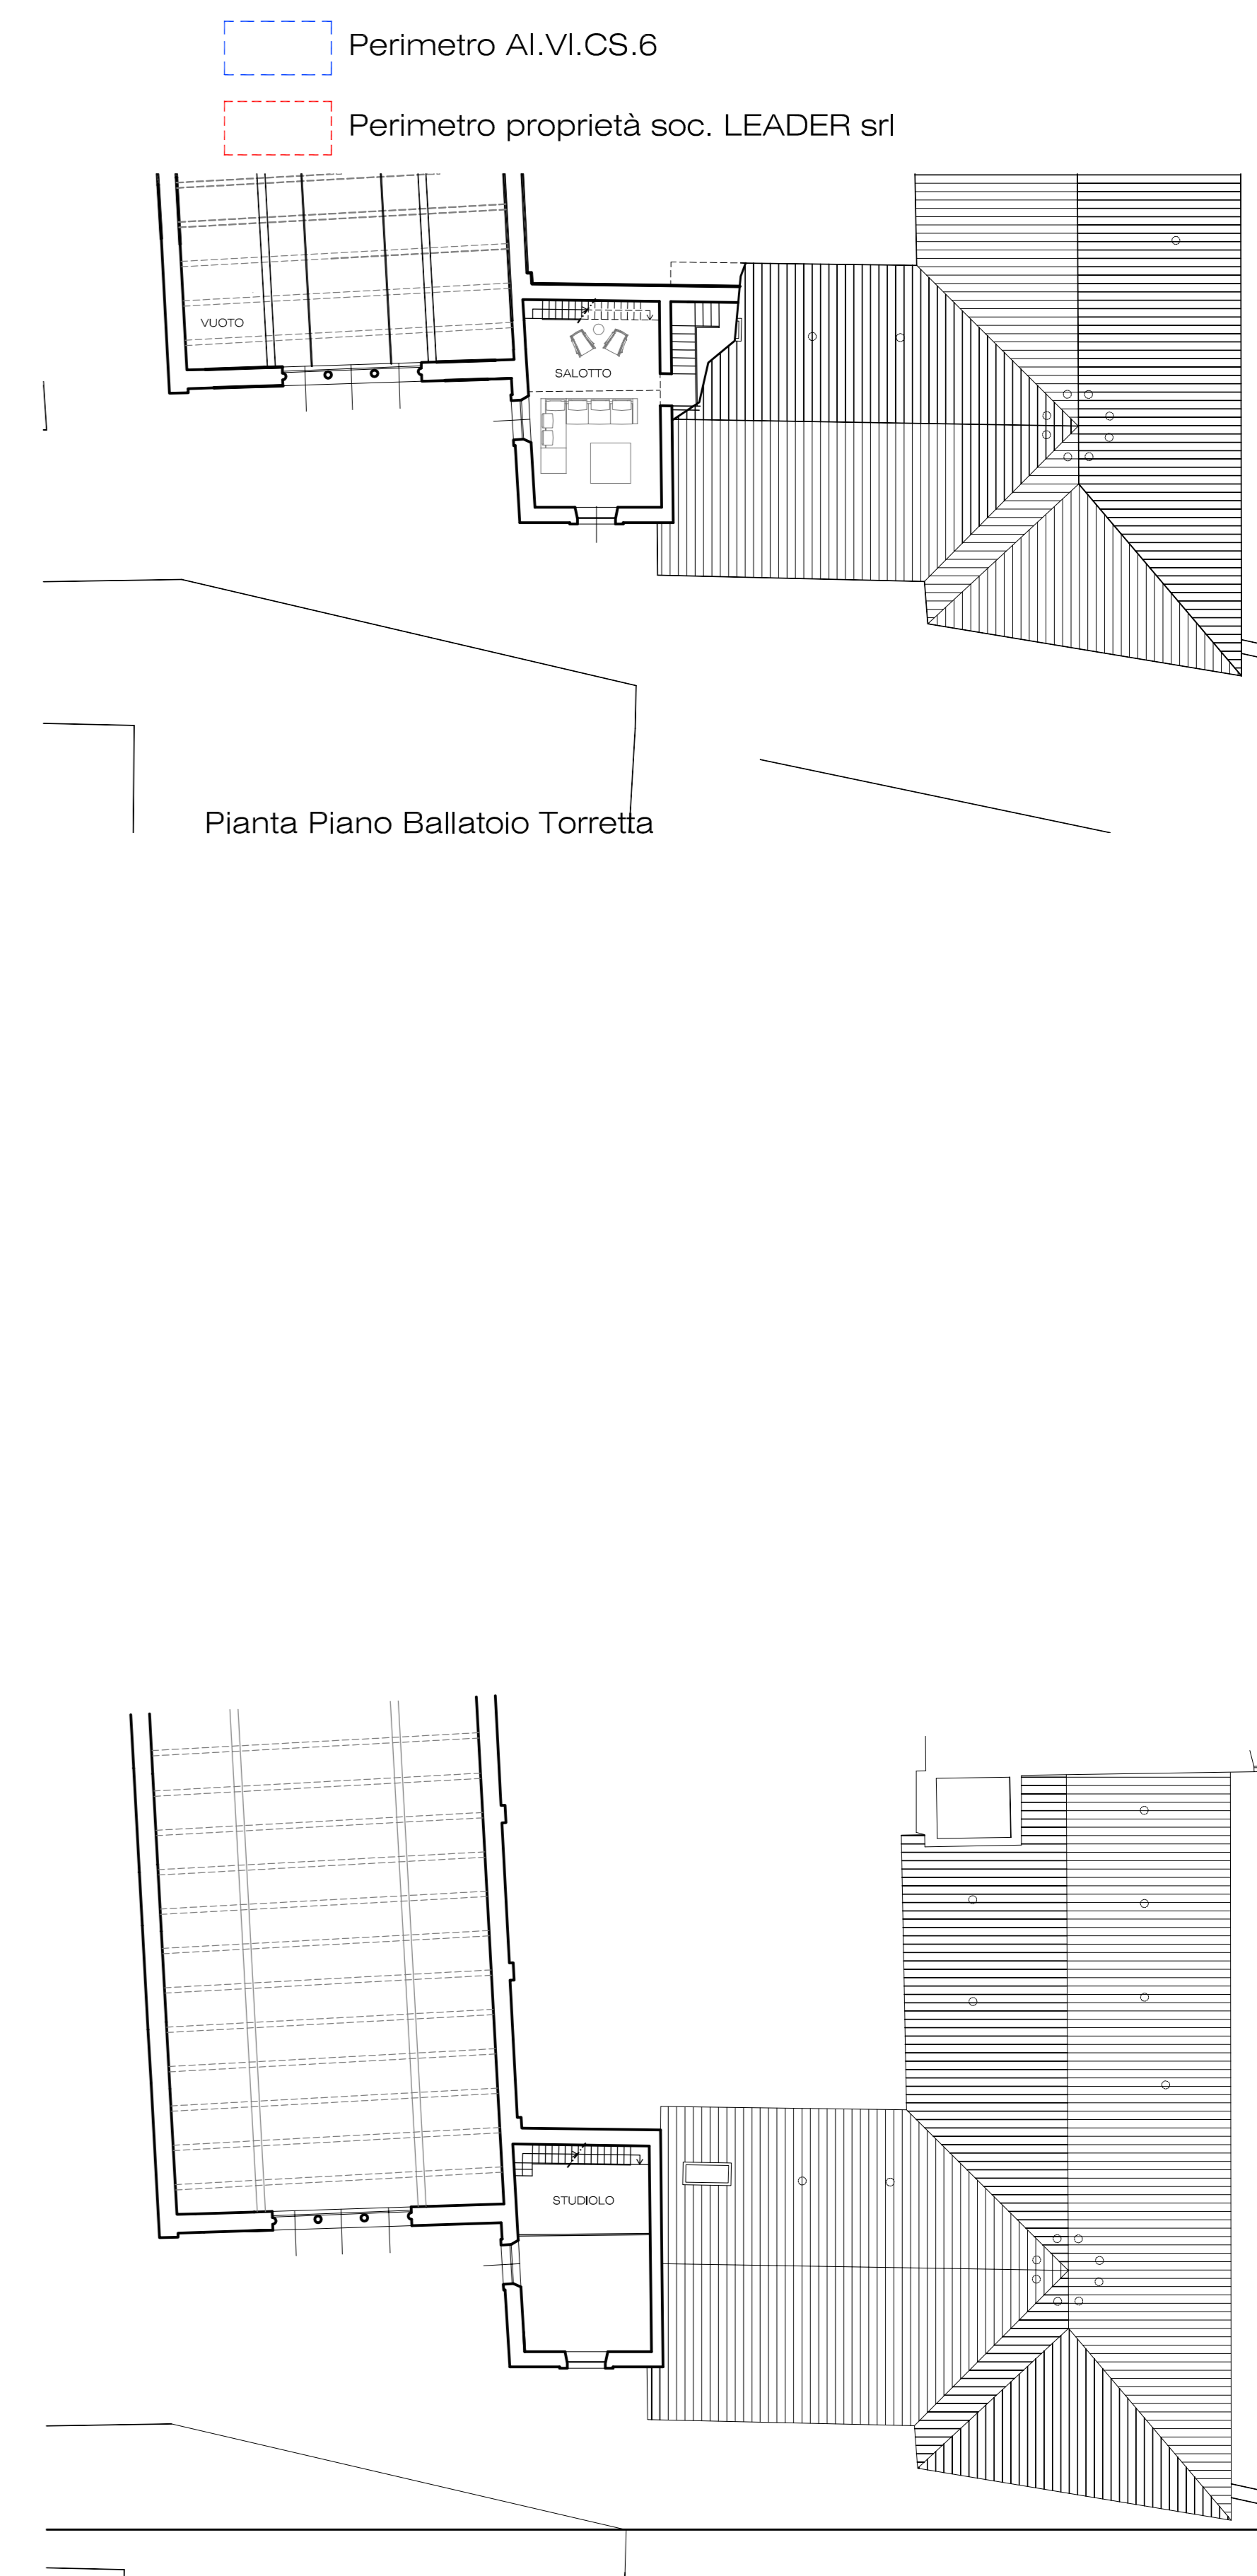 Perimetro AI.VI.CS.6
Perimetro proprietà soc. LEADER srl
VUOTO
SALOTTO
Pianta Piano Ballatoio Torretta
STUDIOLO